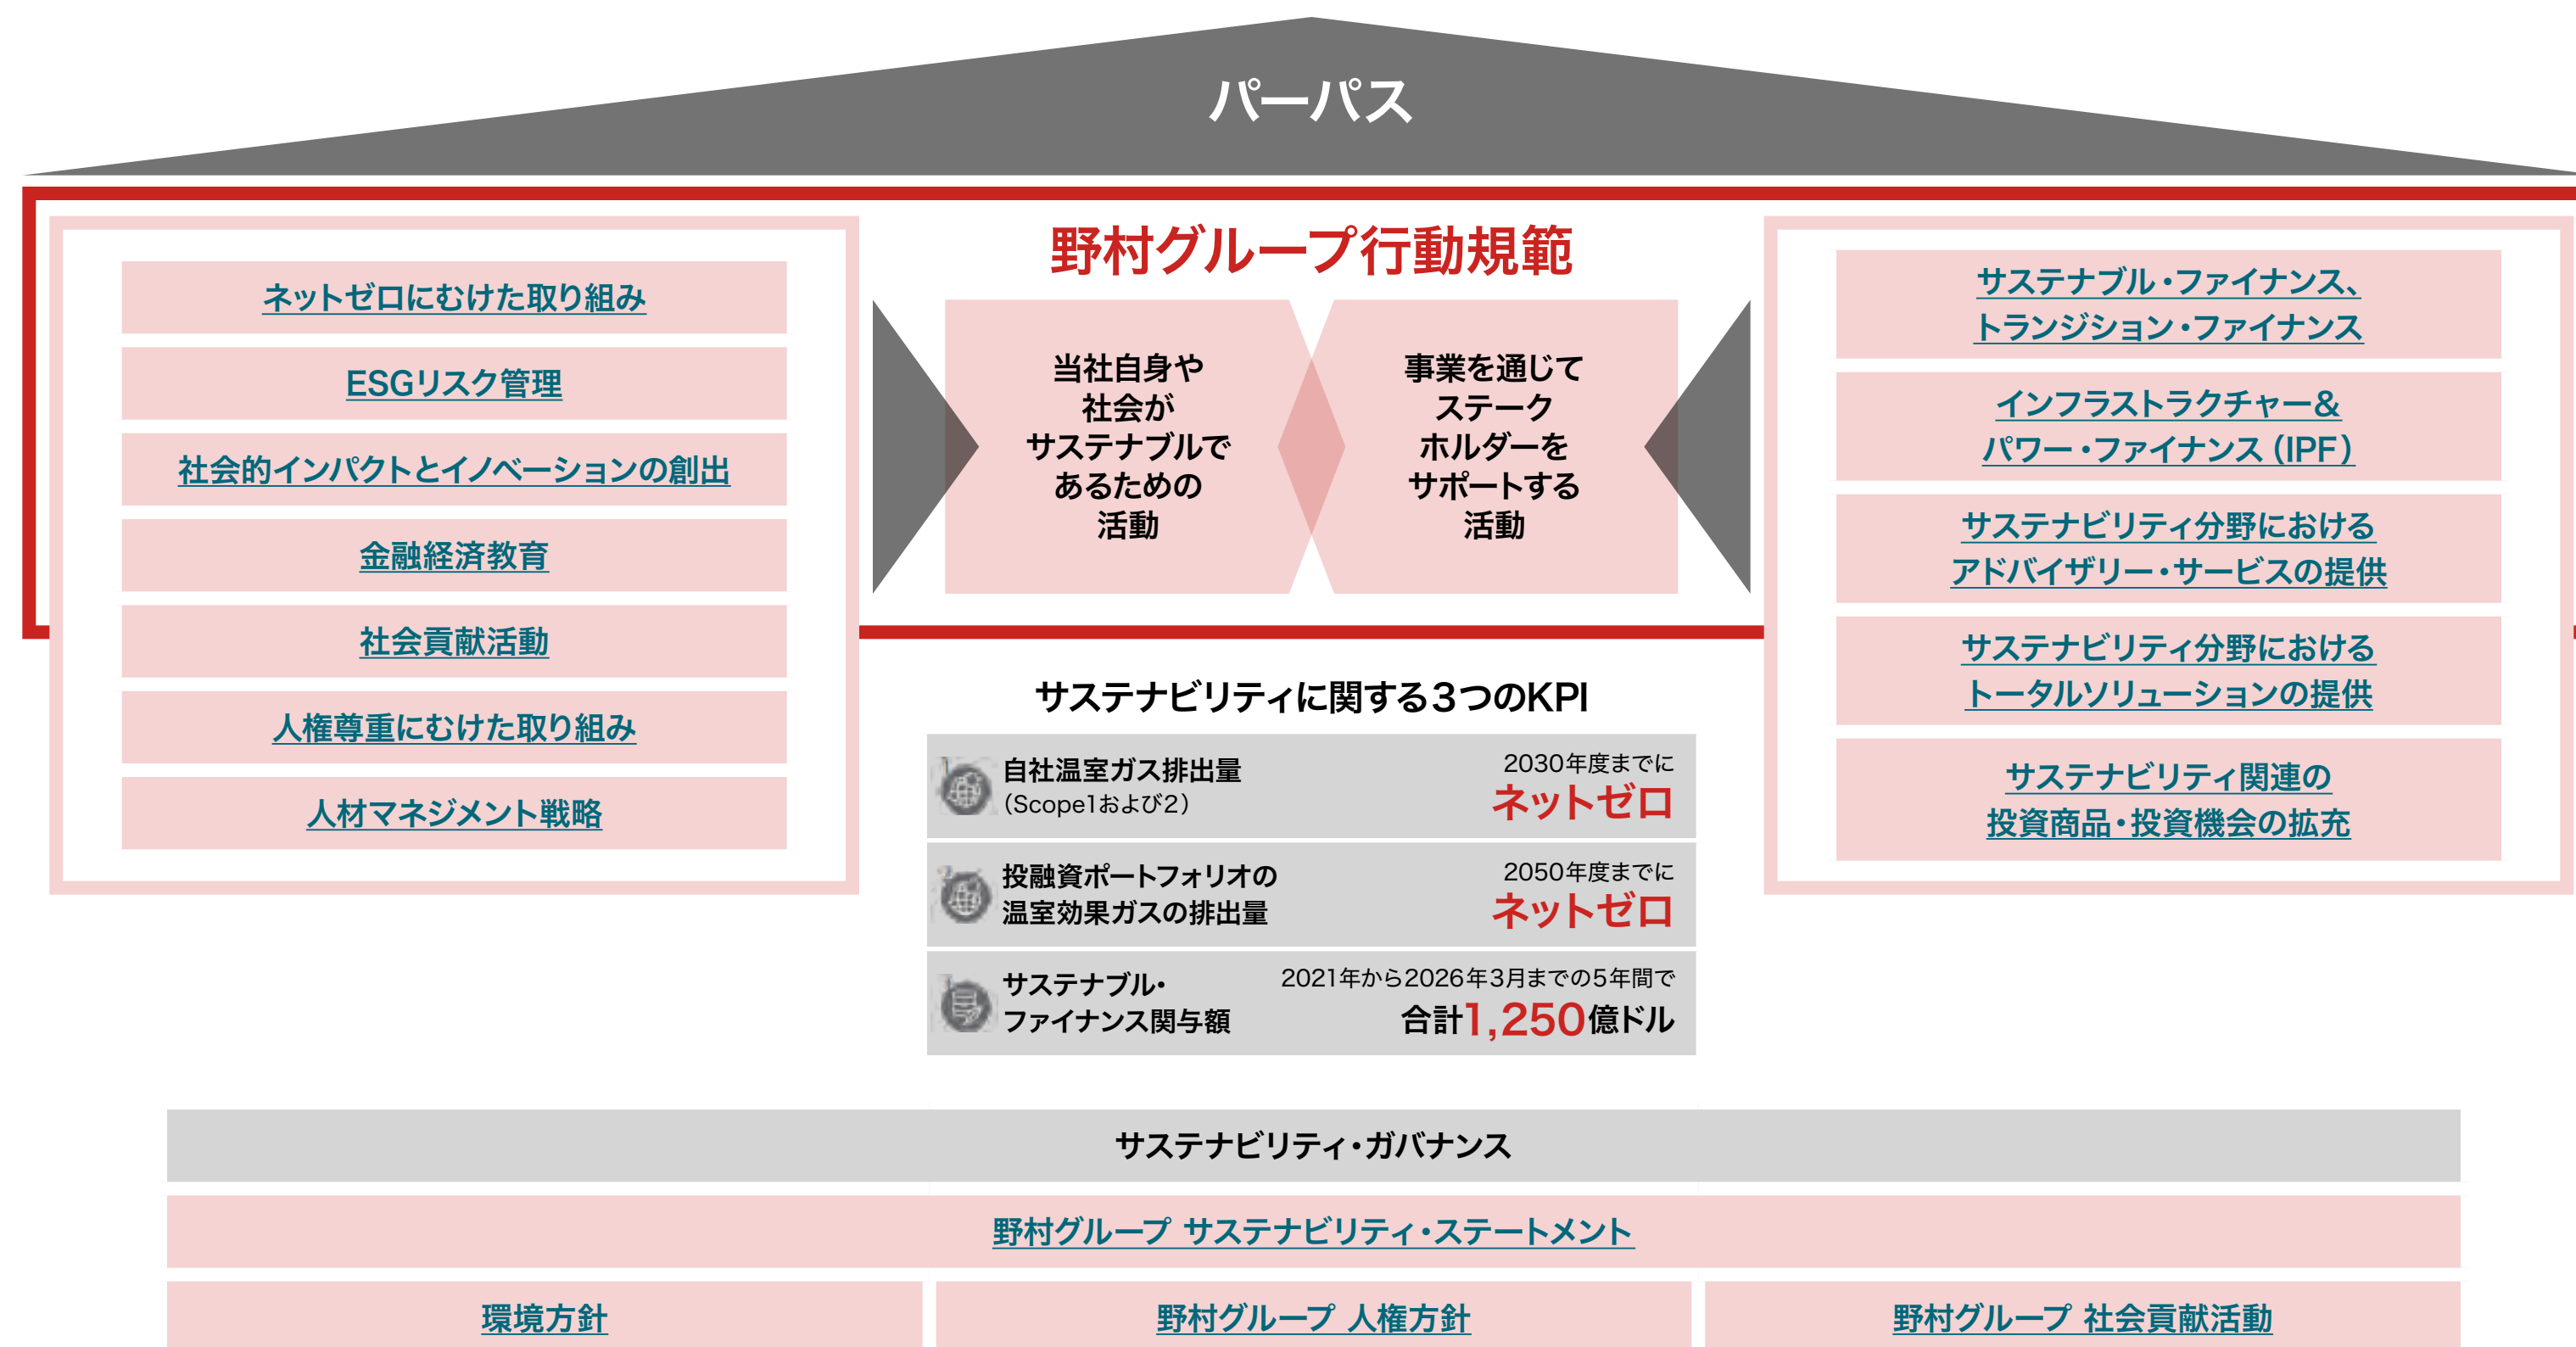 パーパス
野村グループ行動規範
ネットゼロにむけた取り組み
ESGリスク管理
社会的インパクトとイノベーションの創出
金融経済教育
社会貢献活動
人権尊重にむけた取り組み
人材マネジメント戦略
当社自身や
社会が
サステナブルで
あるための
活動
事業を通じて
ステーク
ホルダーを
サポートする
活動
サステナブル・ファイナンス、
トランジション・ファイナンス
インフラストラクチャー＆
パワー・ファイナンス（IPF）
サステナビリティ分野における
アドバイザリー・サービスの提供
サステナビリティ分野における
トータルソリューションの提供
サステナビリティ関連の
投資商品・投資機会の拡充
サステナビリティに関する3つのKPI
自社温室ガス排出量
（Scope1および2）
2030年度までに
ネットゼロ
投融資ポートフォリオの
温室効果ガスの排出量
2050年度までに
ネットゼロ
サステナブル・
ファイナンス関与額
2021年から2026年3月までの5年間で
合計1,250億ドル
サステナビリティ・ガバナンス
野村グループ サステナビリティ・ステートメント
環境方針
野村グループ 人権方針
野村グループ 社会貢献活動